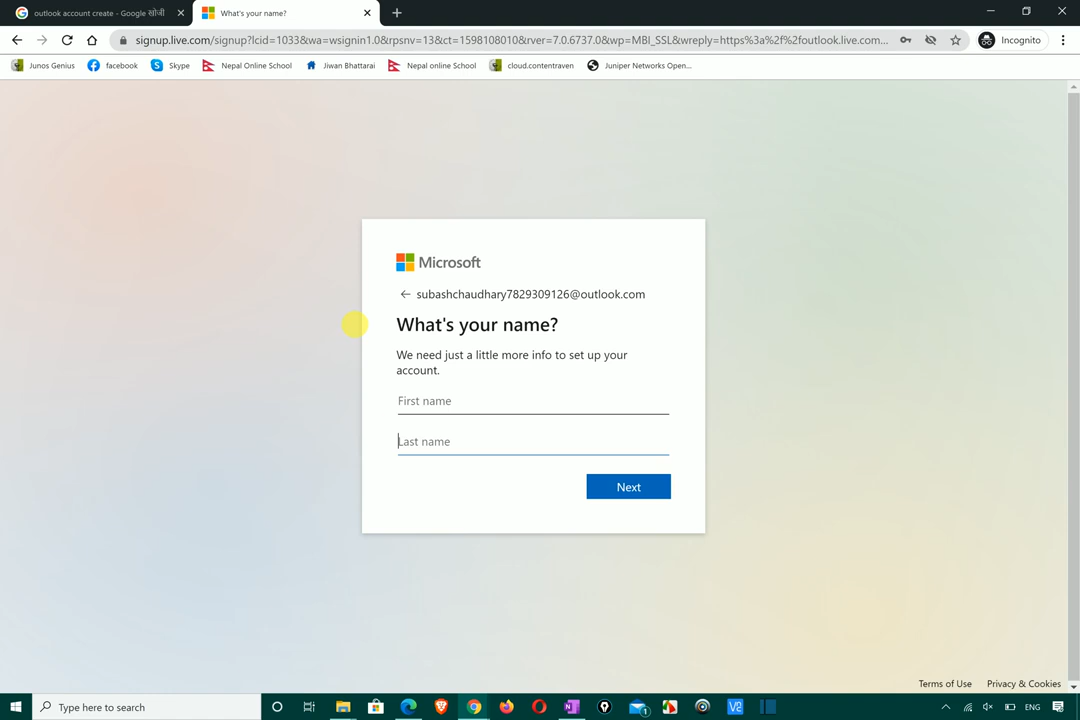 outlook account create - Google खोजी
What's your name?
signup.live.com/signup?lcid=1033&wa=wsignin1.0&rpsnv=13&ct=1598108010&rver=7.0.6737.0&wp=MBI_SSL&wreply=https%3a%2f%2foutlook.live.com...
Incognito
Junos Genius
facebook
Skype
Nepal Online School
Jiwan Bhattarai
Nepal online School
cloud.contentraven
Juniper Networks Open...
Microsoft
subashchaudhary7829309126@outlook.com
What's your name?
We need just a little more info to set up your
account.
First name
Last name
Next
Terms of Use
Privacy & Cookies
Type here to search
ENG